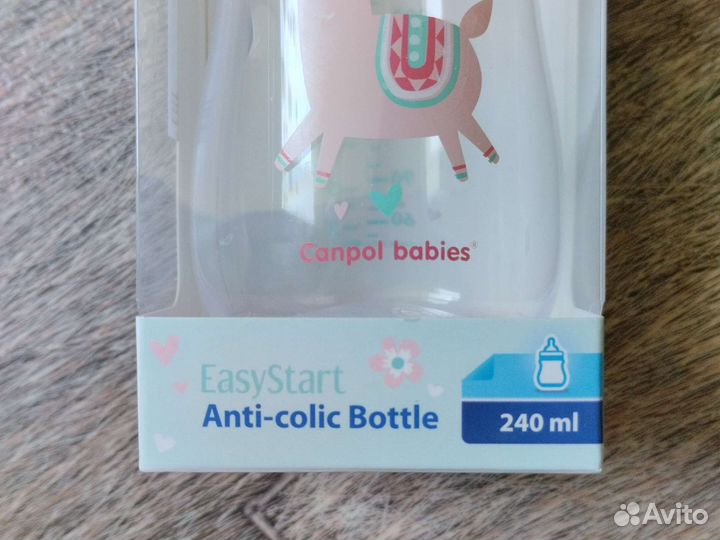 Canpol babies®
EasyStart
Anti-colic Bottle
240 ml
Avito